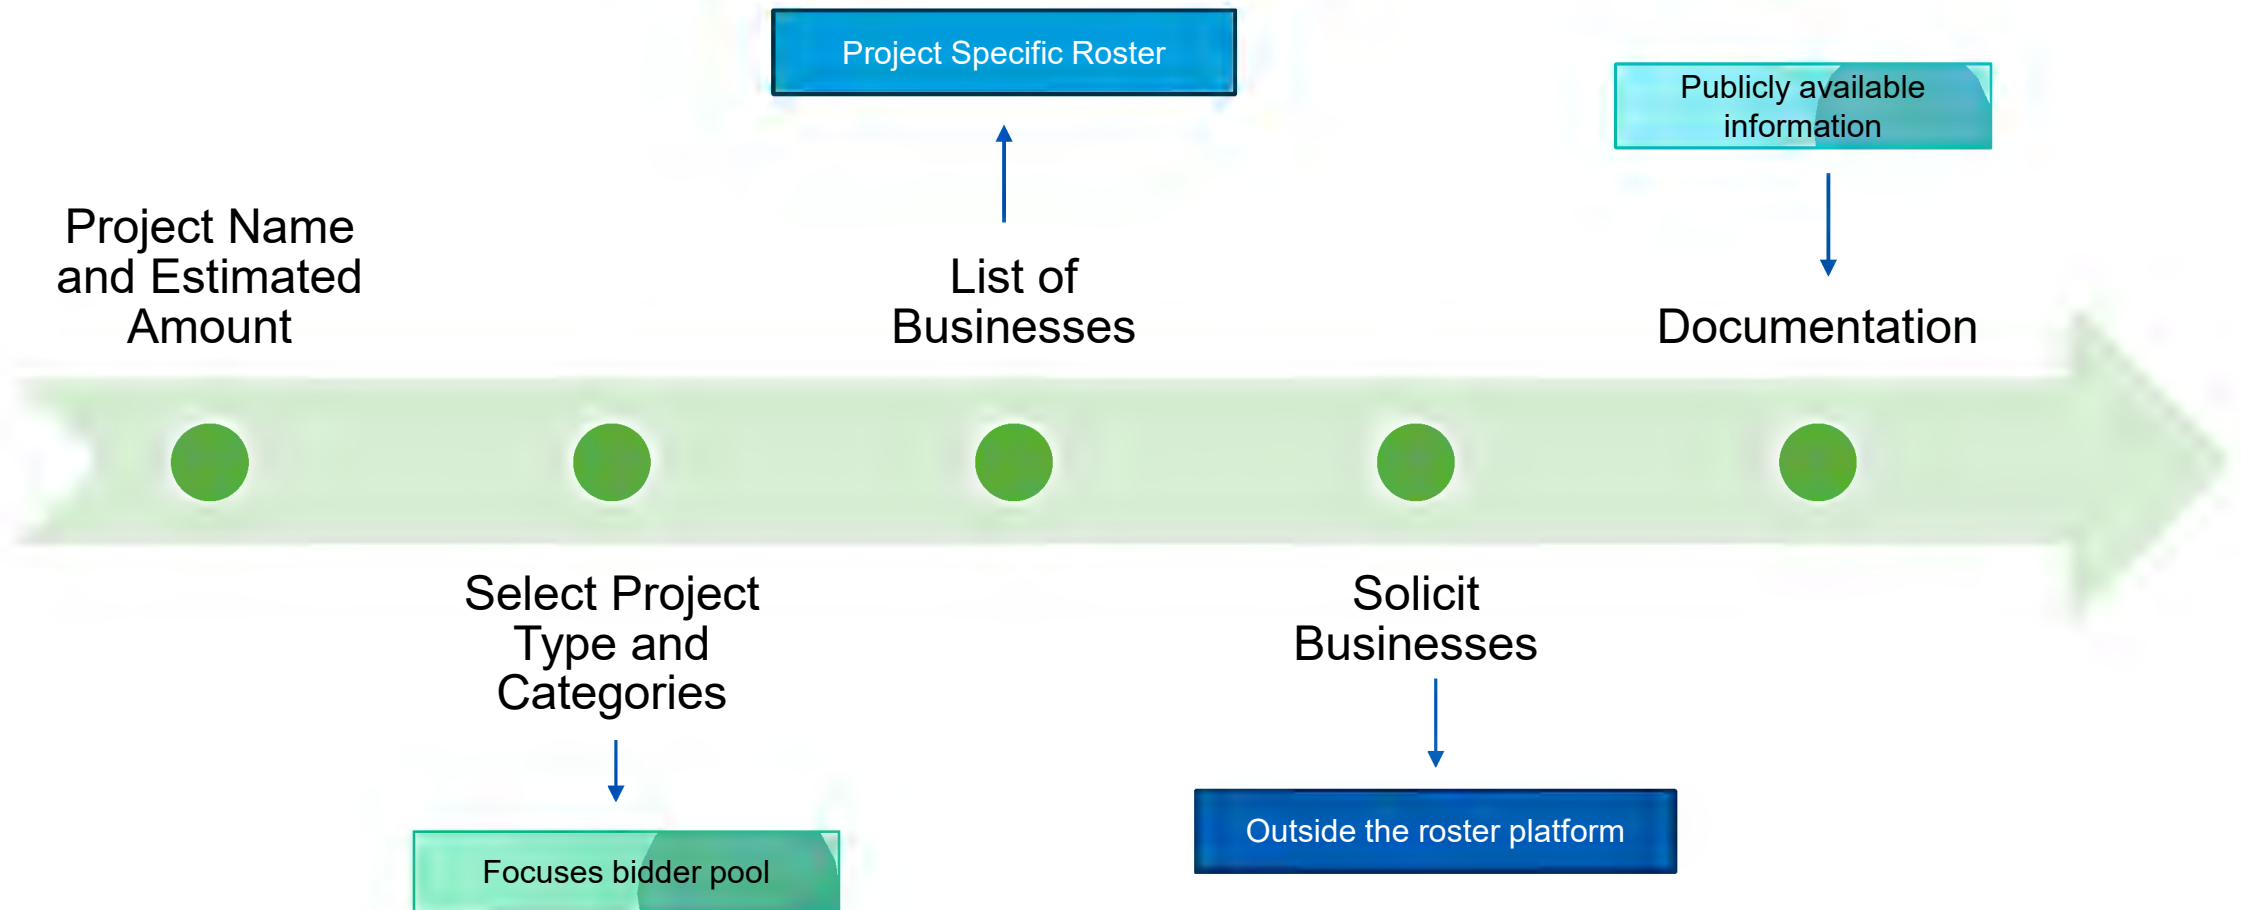 Project Specific Roster
Publicly available
information
Project Name
and Estimated
Amount
List of
Businesses
Documentation
Select Project
Type and
Categories
Solicit
Businesses
Outside the roster platform
Focuses bidder pool